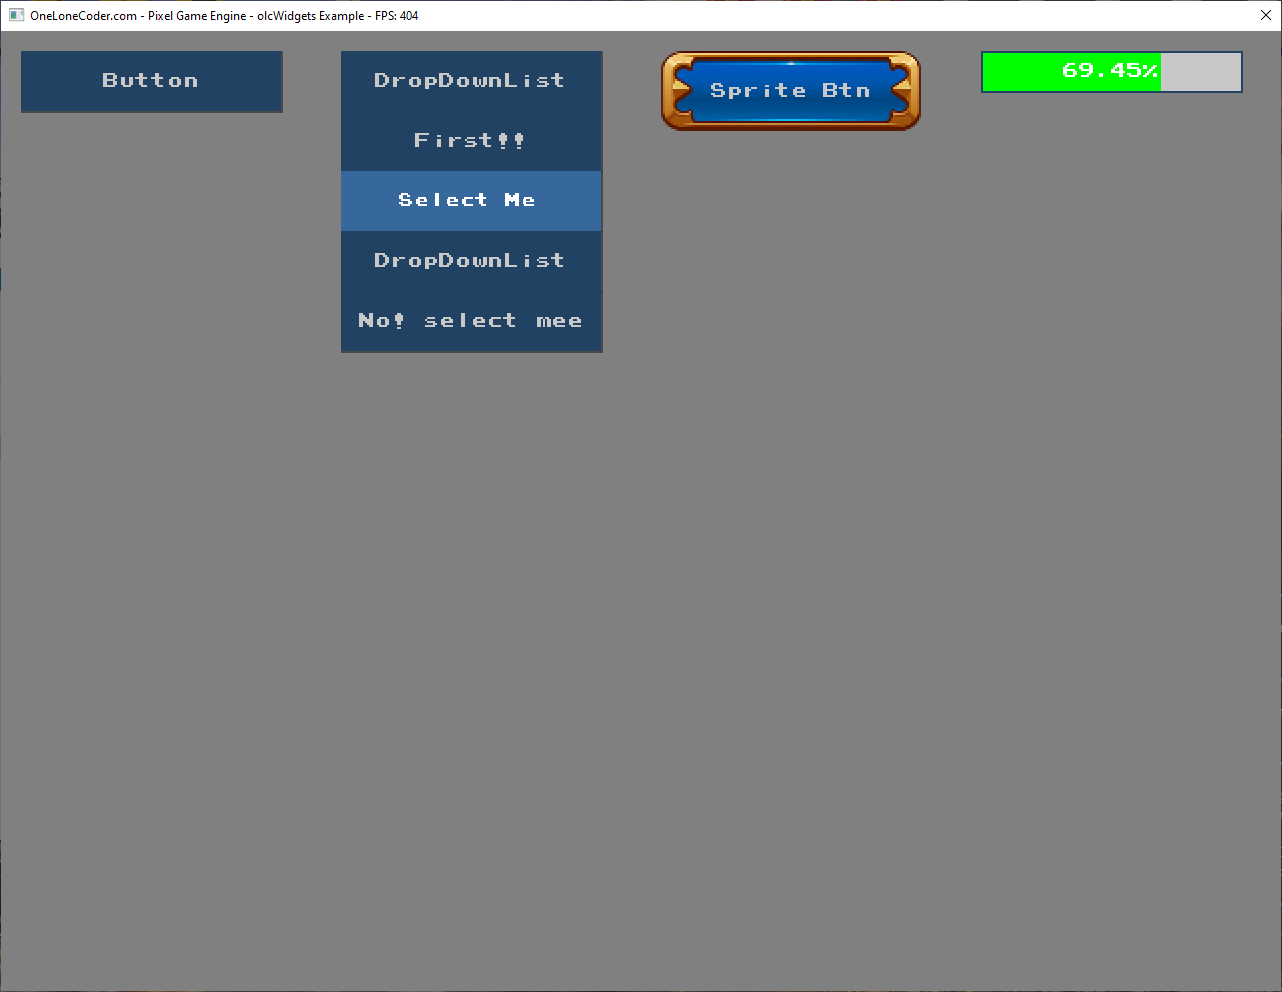 OneLoneCoder.com - Pixel Game Engine - olcWidgets Example - FPS: 404
Button
DropDownList
First!!
Select Me
DropDownList
No! select mee
Sprite Btn
69.45%